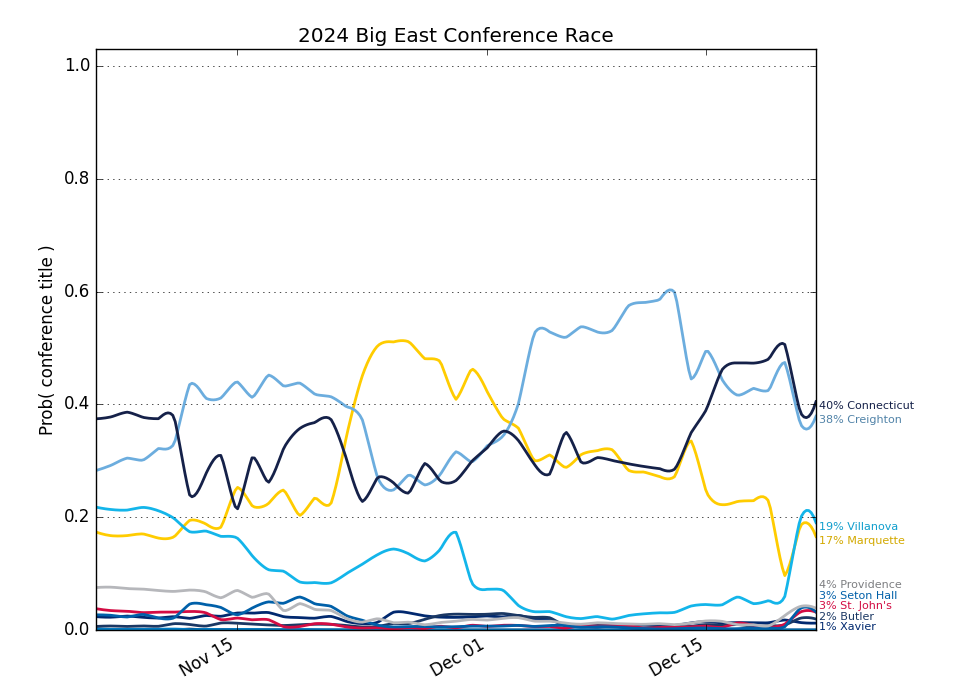 2024 Big East Conference Race
Prob( conference title )
1.0
0.8
0.6
0.4
0.2
0.0
Nov 15
Dec 01
Dec 15
40% Connecticut
38% Creighton
19% Villanova
17% Marquette
4% Providence
3% Seton Hall
3% St. John's
2% Butler
1% Xavier